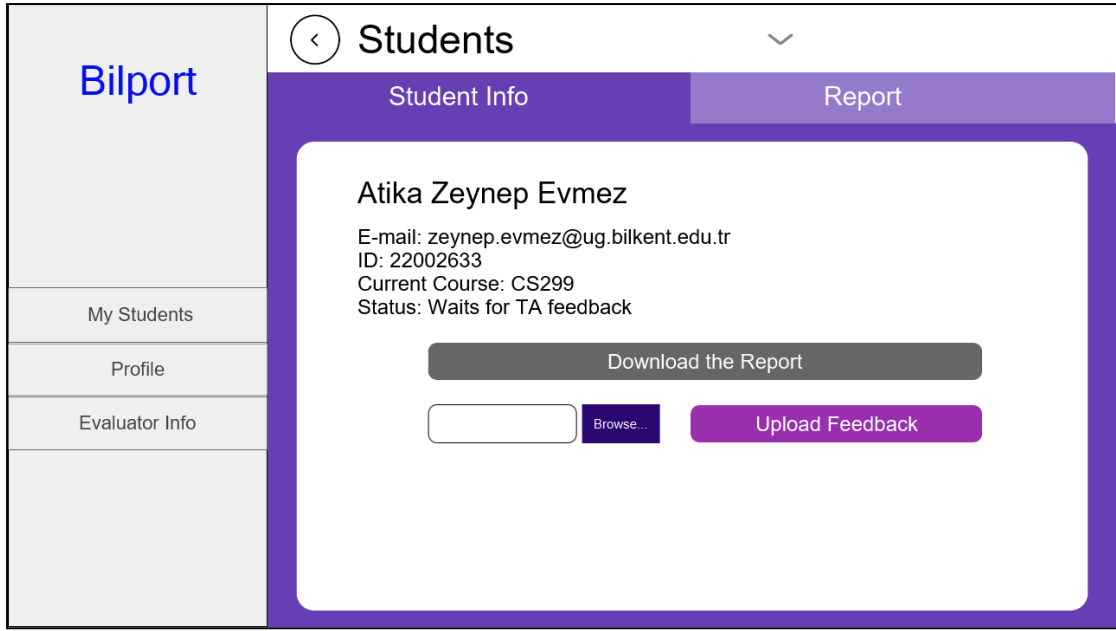 Bilport
My Students
Profile
Evaluator Info
Students
Student Info
Report
Atika Zeynep Evmez
E-mail: zeynep.evmez@ug.bilkent.edu.tr
ID: 22002633
Current Course: CS299
Status: Waits for TA feedback
Download the Report
Browse...
Upload Feedback